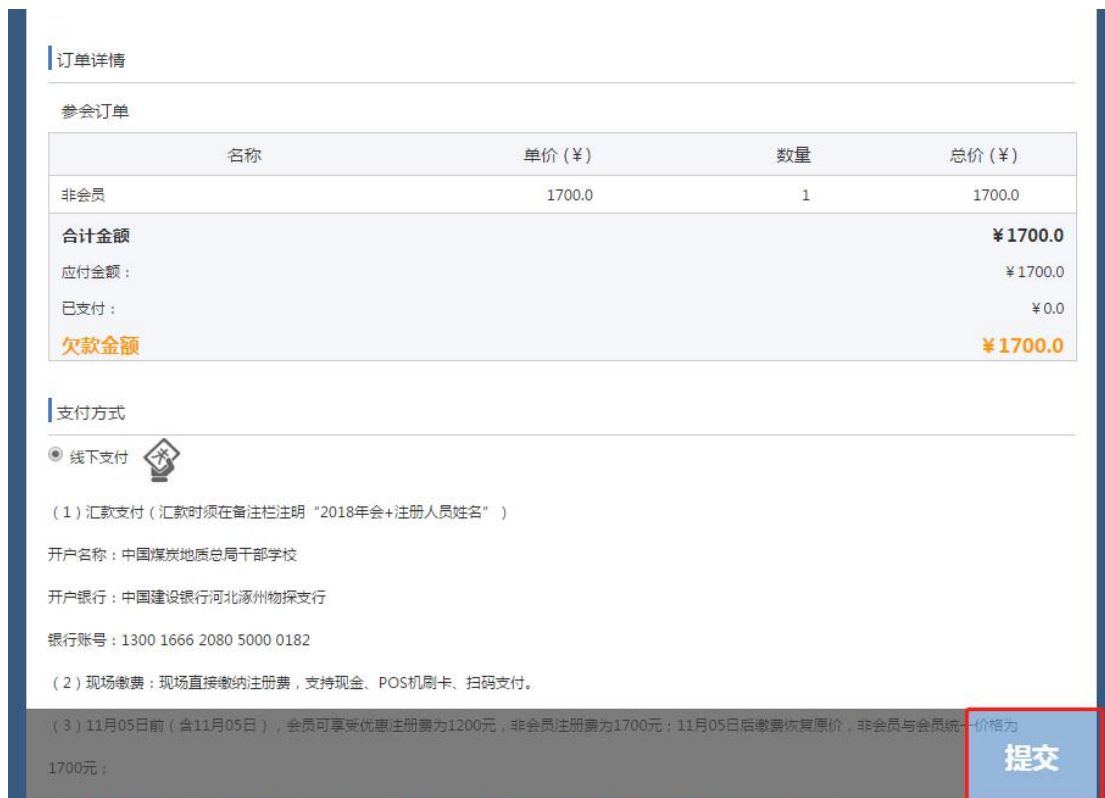 订单详情
参会订单
名称 单价(¥) 数量 总价(¥)
非会员 1700.0 1 1700.0
合计金额 ¥1700.0
应付金额: ¥1700.0
已支付: ¥0.0
欠款金额 ¥1700.0
支付方式
线下支付
(1)汇款支付(汇款时须在备注栏注明“2018年会+注册人员姓名”)
开户名称:中国煤炭地质总局干部学校
开户银行:中国建设银行河北涿州物探支行
银行账号:1300 1666 2080 5000 0182
(2)现场缴费:现场直接缴纳注册费,支持现金、POS机刷卡、扫码支付。
(3)11月05日前(含11月05日),会员可享受优惠注册费为1200元,非会员注册费为1700元;11月05日后缴费恢复原价,非会员与会员统一价格为
1700元;
提交